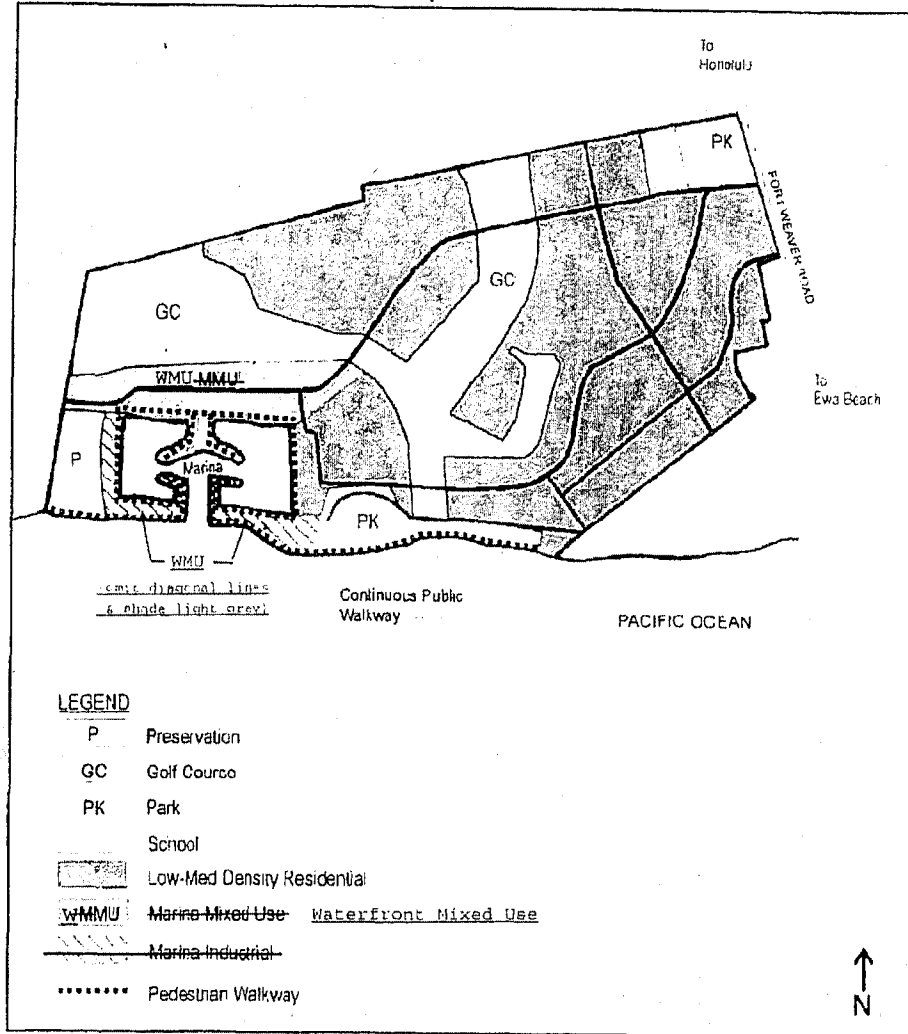 To
Honolulu
PK
FORT WEAVER ROAD
GC
GC
WMU MMU
To
Ewa Beach
P
Marina
PK
WMU
omit diagonal lines
& shade light grey)
Continuous Public
Walkway
PACIFIC OCEAN
LEGEND
P Preservation
GC Golf Course
PK Park
School
Low-Med Density Residential
WMMU Marina Mixed Use Waterfront Mixed Use
Marina Industrial
Pedestrian Walkway
N